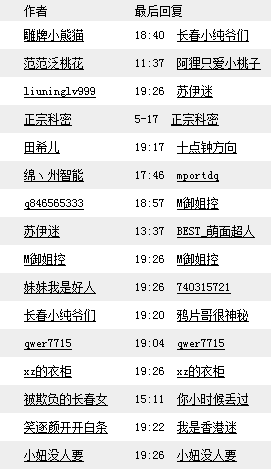 作者 最后回复
雕牌小熊猫 18:40 长春小纯爷们
范范泛桃花 11:37 阿狸只爱小桃子
liuninglv999 19:26 苏伊迷
正宗科密 5-17 正宗科密
田希儿 19:17 十点钟方向
绵丶州智能 17:46 mportdq
q846565333 18:57 M御姐控
苏伊迷 13:37 BEST_萌面超人
M御姐控 19:26 M御姐控
妹妹我是好人 19:26 740315721
长春小纯爷们 19:20 鸦片哥很神秘
qwer7715 19:04 qwer7715
xz的衣柜 19:26 xz的衣柜
被欺负的长春女 15:11 你小时候丢过
笑逐颜开开白条 19:22 我是香港迷
小妞没人要 19:26 小妞没人要